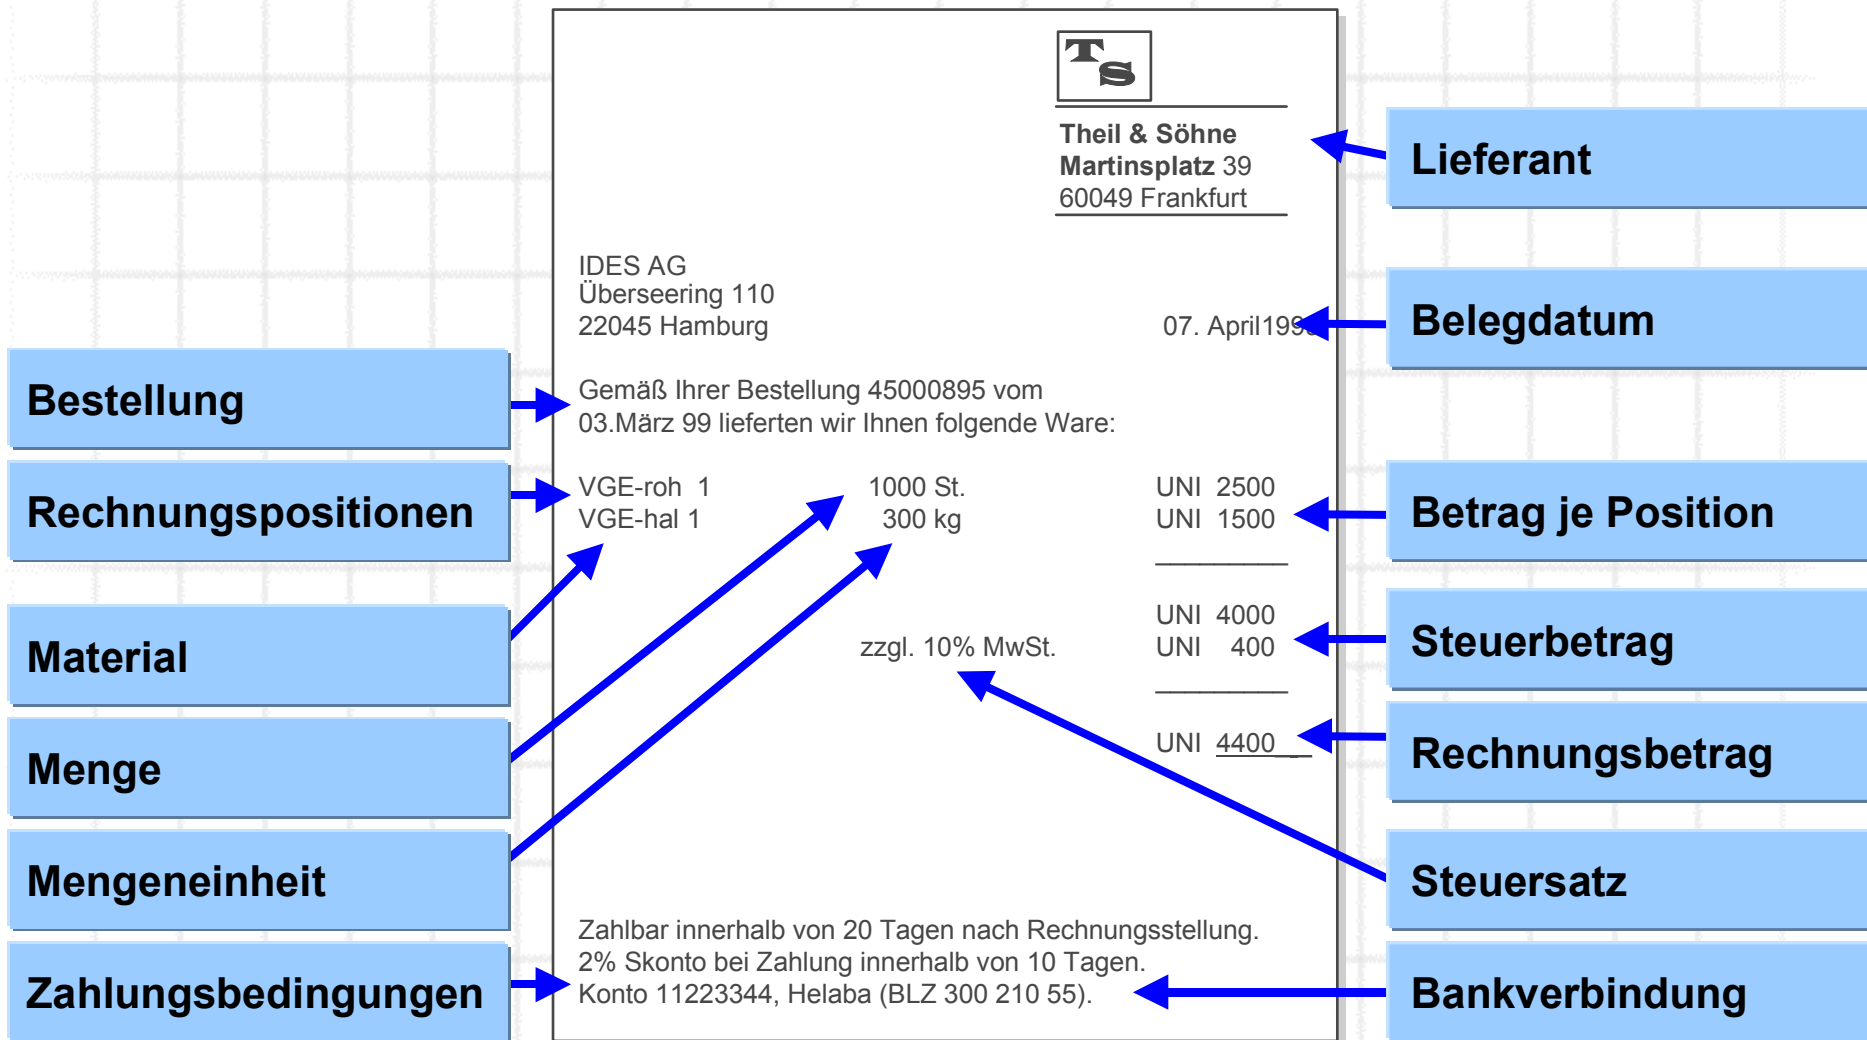 TS
Theil & Söhne
Martinsplatz 39
60049 Frankfurt
Lieferant
IDES AG
Überseering 110
22045 Hamburg
07. April
Belegdatum
Bestellung
Gemäß Ihrer Bestellung 45000895 vom
03.März 99 lieferten wir Ihnen folgende Ware:
Rechnungspositionen
VGE-roh 1 1000 St. UNI 2500
VGE-hal 1 300 kg UNI 1500
Betrag je Position
Material
UNI 4000
zzgl. 10% MwSt. UNI 400
Steuerbetrag
Menge
UNI 4400
Rechnungsbetrag
Mengeneinheit
Steuersatz
Zahlungsbedingungen
Zahlbar innerhalb von 20 Tagen nach Rechnungsstellung.
2% Skonto bei Zahlung innerhalb von 10 Tagen.
Konto 11223344, Helaba (BLZ 300 210 55).
Bankverbindung